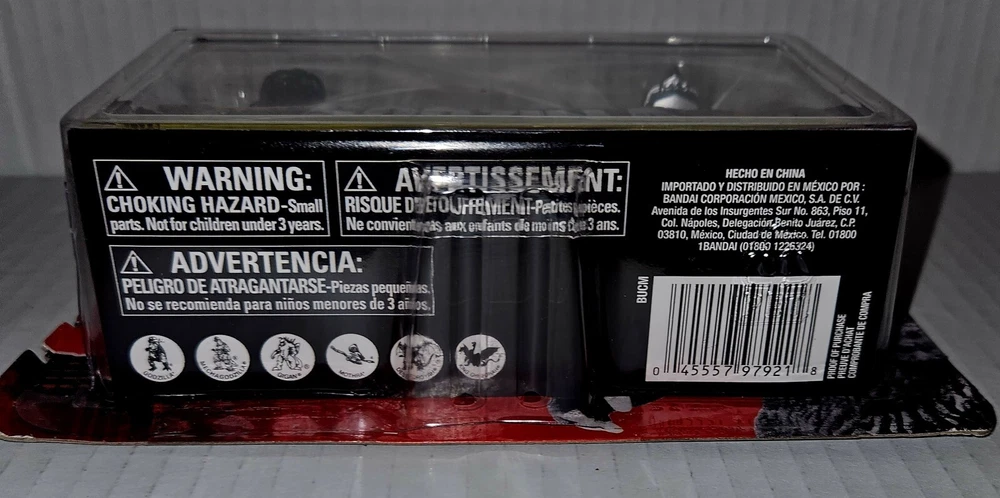 WARNING:
CHOKING HAZARD-Small
parts. Not for children under 3 years.
AVERTISSEMENT:
RISQUE D'ÉTOUFFEMENT-Petites pièces.
Ne convient pas aux enfants de moins de 3 ans.
ADVERTENCIA:
PELIGRO DE ATRAGANTARSE-Piezas pequeñas.
No se recomienda para niños menores de 3 años.
GODZILLA
MECHAGODZILLA
GIGAN
MOTHRA
HECHO EN CHINA
IMPORTADO Y DISTRIBUIDO EN MÉXICO POR :
BANDAI CORPORACIÓN MEXICO, S.A. DE C.V.
Avenida de los Insurgentes Sur No. 863, Piso 11,
Col. Nápoles, Delegación Benito Juárez, C.P.
03810, México, Ciudad de México. Tel. 01800
1BANDAI (01800 1226324)
BUCM
0 45557 97921 8
PROOF OF PURCHASE
PREUVE D'ACHAT
COMPROBANTE DE COMPRA